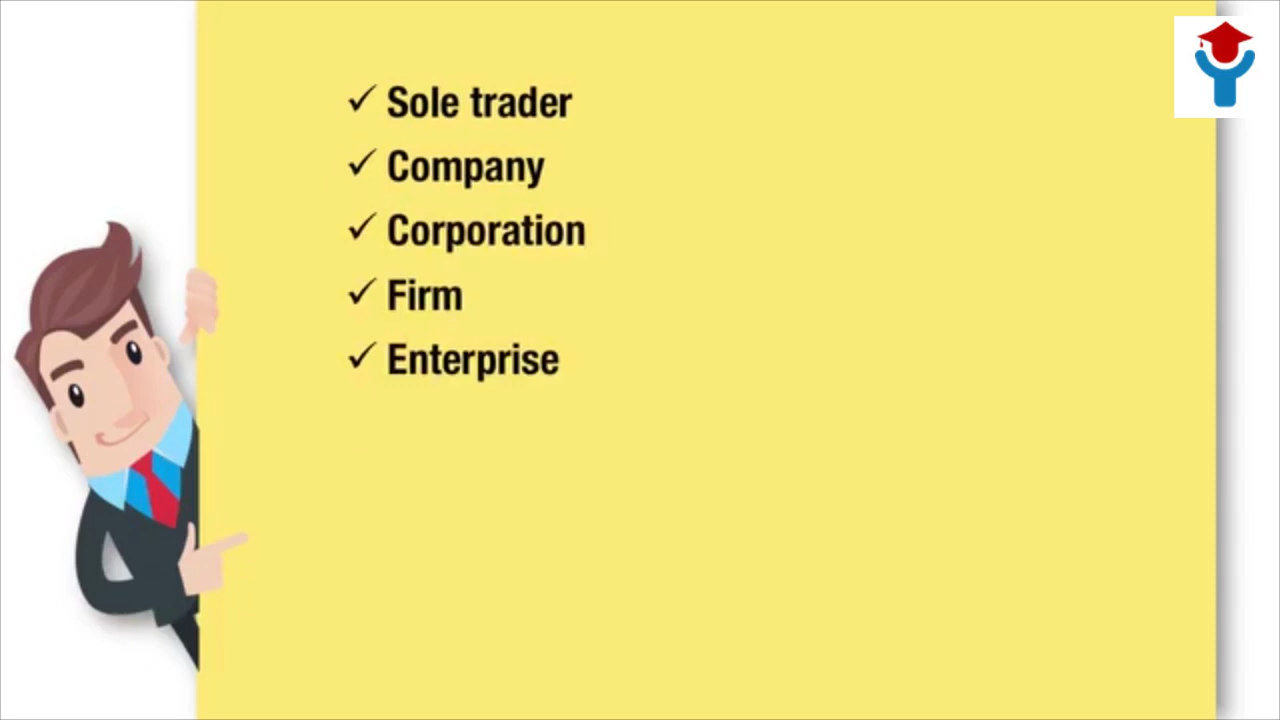 ✓ Sole trader
✓ Company
✓ Corporation
✓ Firm
✓ Enterprise